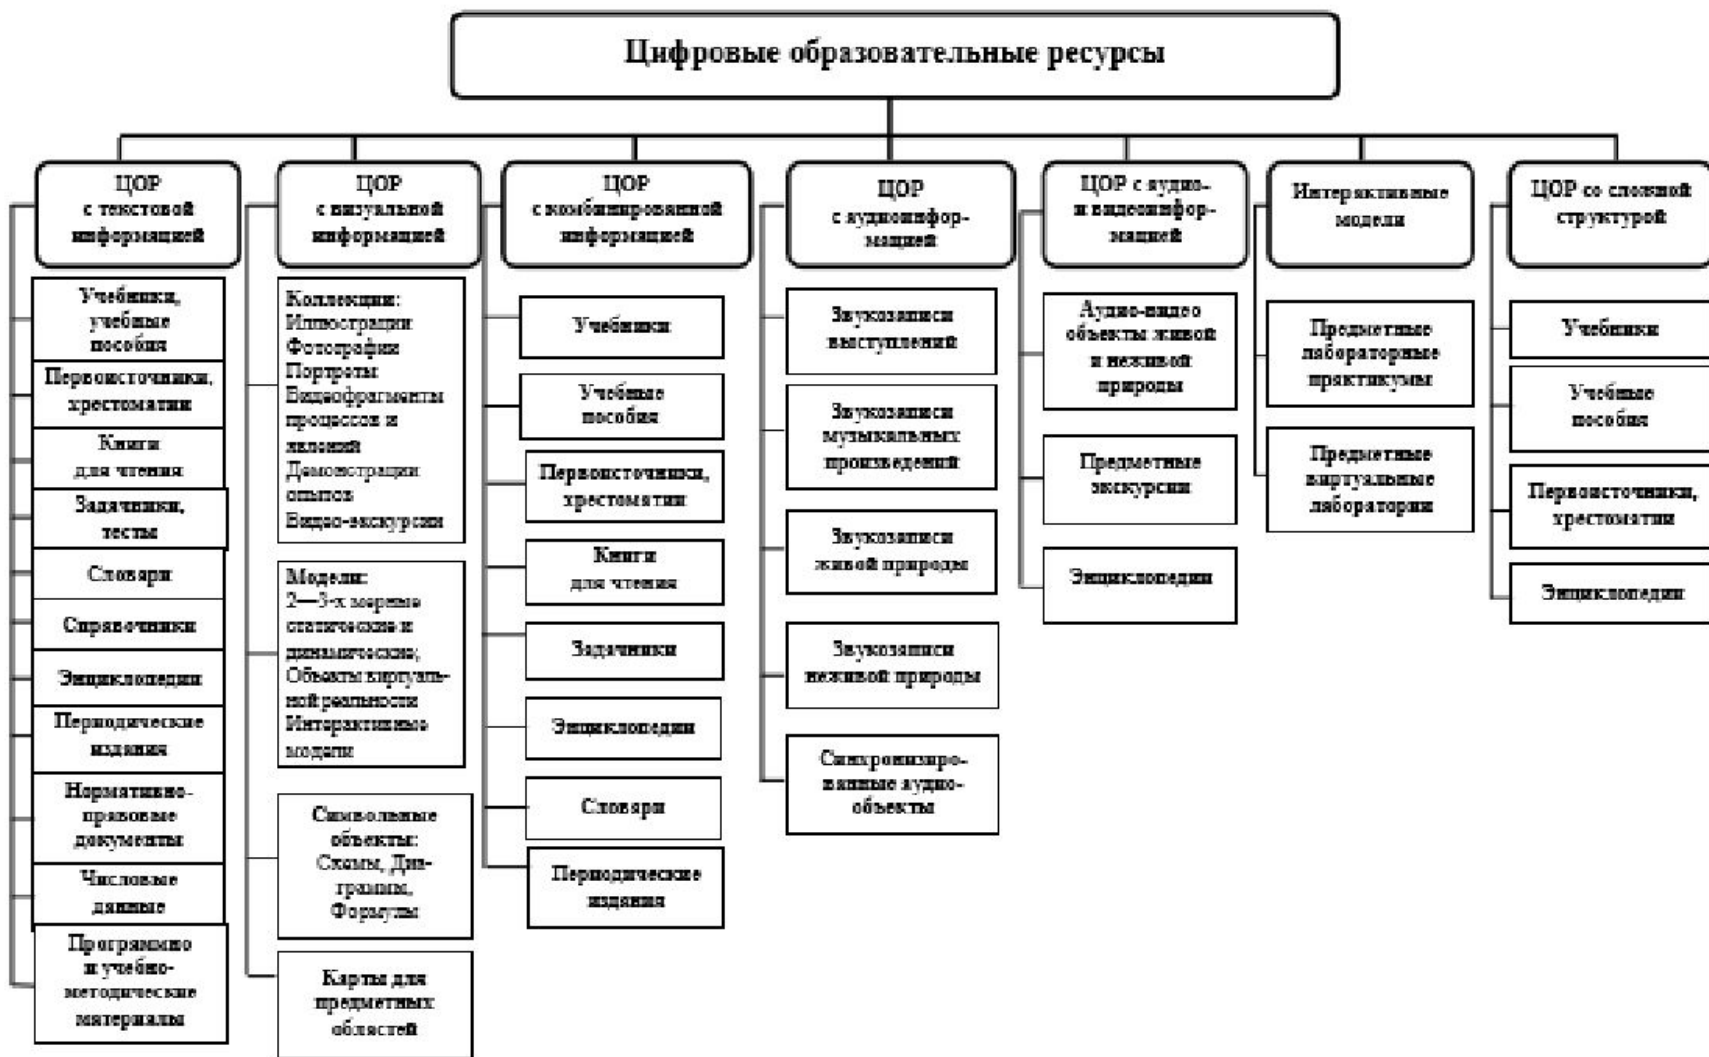 Цифровые образовательные ресурсы
ЦОР
с текстовой
информацией
Учебники,
учебные
пособия
Первоисточники,
хрестоматии
Книги
для чтения
Задачники,
тесты
Словари
Справочники
Энциклопедии
Периодические
издания
Нормативно-
правовые
документы
Числовые
данные
Программно
и учебно-
методические
материалы
ЦОР
с визуальной
информацией
Коллекции:
Иллюстрации
Фотографии
Портреты
Видеофрагменты
процессов и
явлений
Демонстрации
опытов
Видео-экскурсии
Модели:
2—3-х мерные
статические и
динамические,
Объекты виртуаль-
ной реальности
Интерактивные
модели
Символьные
объекты:
Схемы, Диа-
граммы,
Формулы
Карты для
предметных
областей
ЦОР
с комбинированной
информацией
Учебники
Учебные
пособия
Первоисточники,
хрестоматии
Книги
для чтения
Задачники
Энциклопедии
Словари
Периодические
издания
ЦОР
с аудиоинфор-
мацией
Звукозаписи
выступлений
Звукозаписи
музыкальных
произведений
Звукозаписи
живой природы
Звукозаписи
неживой природы
Синхронизиро-
ванные аудио-
объекты
ЦОР с аудио-
и видеоинфор-
мацией
Аудио-видео
объекты живой
и неживой
природы
Предметные
экскурсии
Энциклопедии
Интерактивные
модели
Предметные
лабораторные
практикумы
Предметные
виртуальные
лаборатории
ЦОР со сложной
структурой
Учебники
Учебные
пособия
Первоисточники,
хрестоматии
Энциклопедии